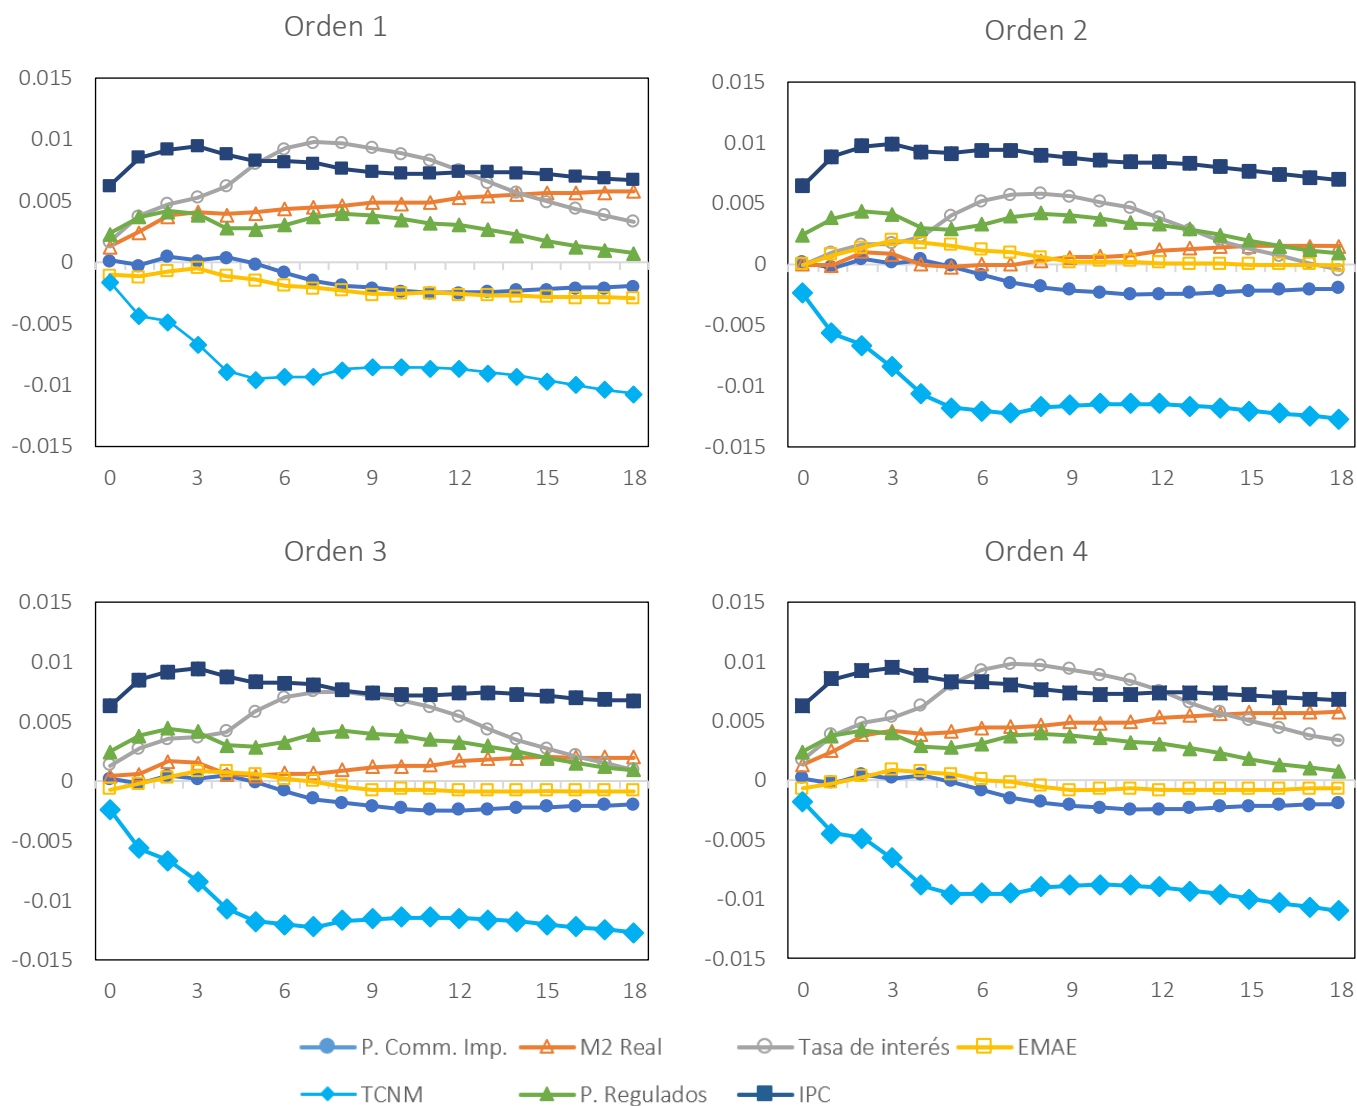 Orden 1
0.015
0.01
0.005
0
-0.005
-0.01
-0.015
0 3 6 9 12 15 18
Orden 2
0.015
0.01
0.005
0
-0.005
-0.01
-0.015
0 3 6 9 12 15 18
Orden 3
0.015
0.01
0.005
0
-0.005
-0.01
-0.015
0 3 6 9 12 15 18
Orden 4
0.015
0.01
0.005
0
-0.005
-0.01
-0.015
0 3 6 9 12 15 18
P. Comm. Imp. M2 Real Tasa de interés EMAE
TCNM P. Regulados IPC